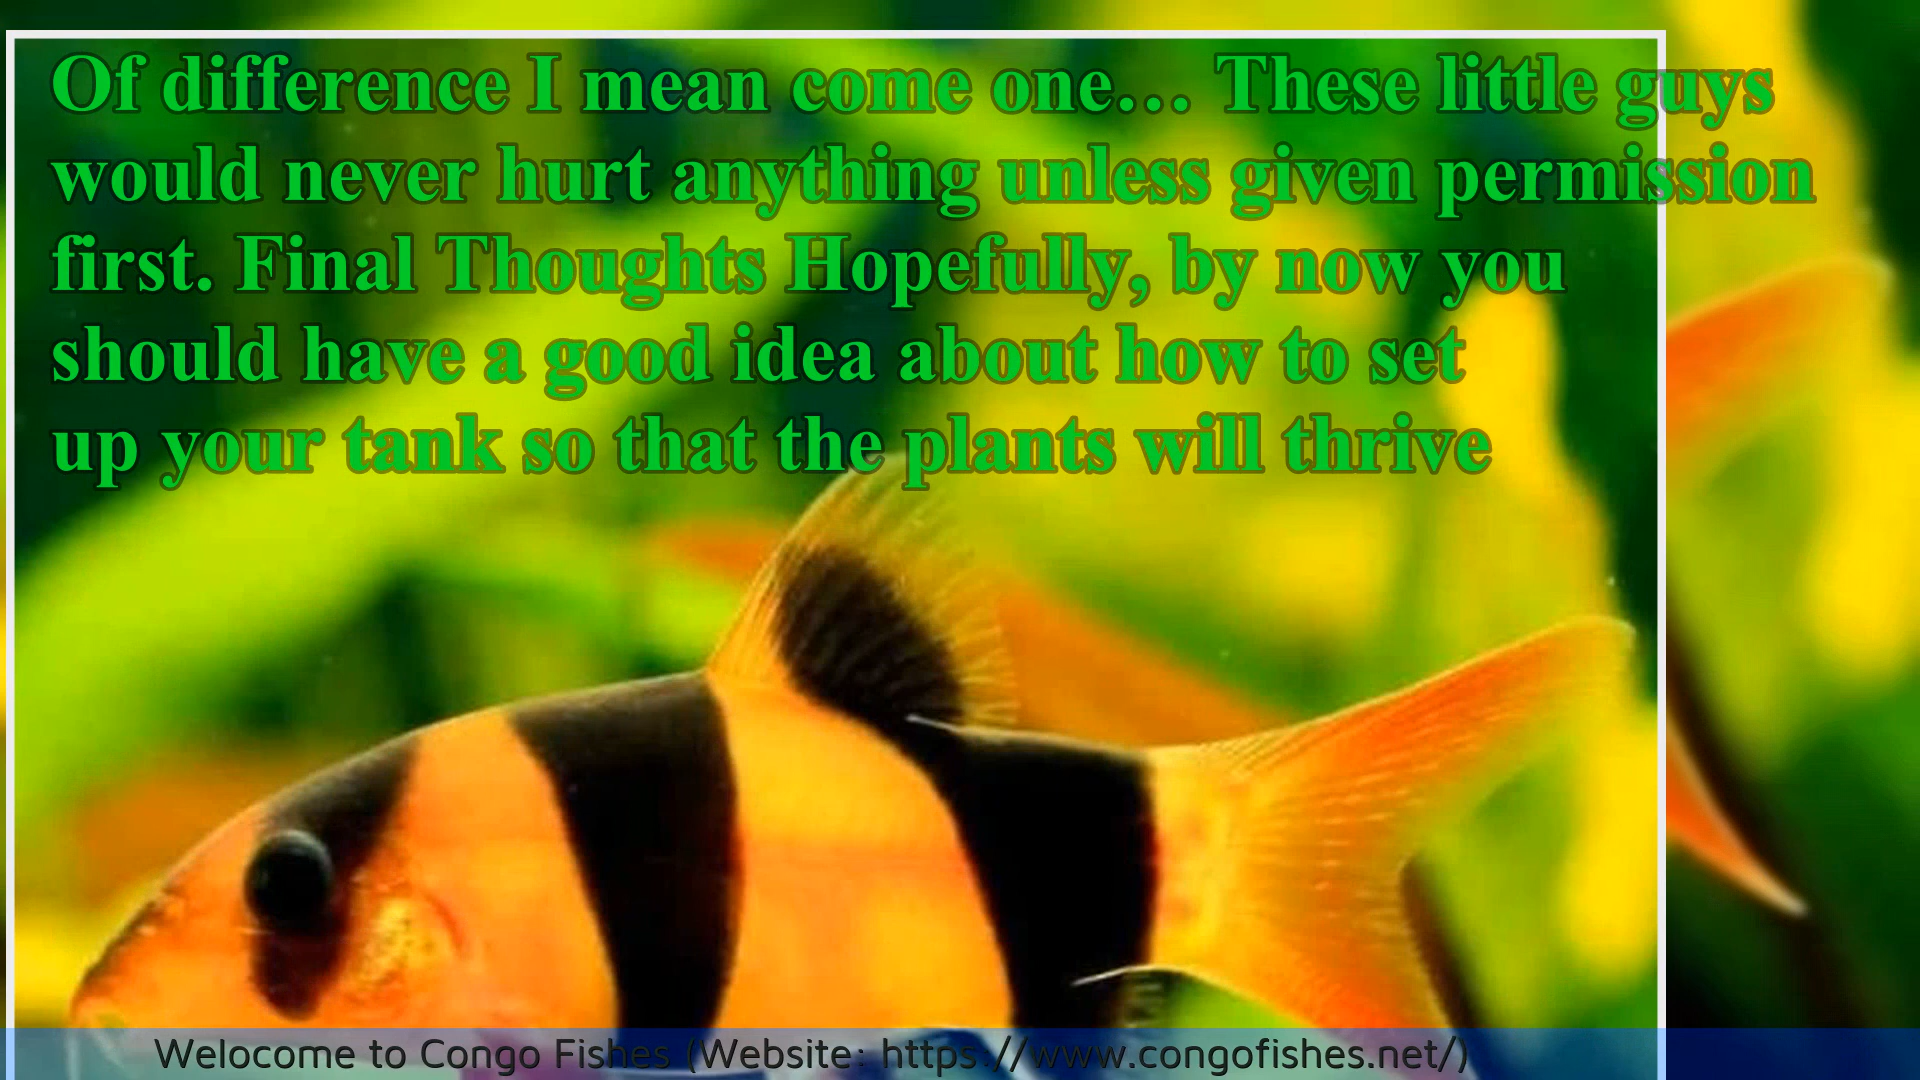 Of difference I mean come one… These little guys
would never hurt anything unless given permission
first. Final Thoughts Hopefully, by now you
should have a good idea about how to set
up your tank so that the plants will thrive
Welocome to Congo Fishes (Website: https://www.congofishes.net/)